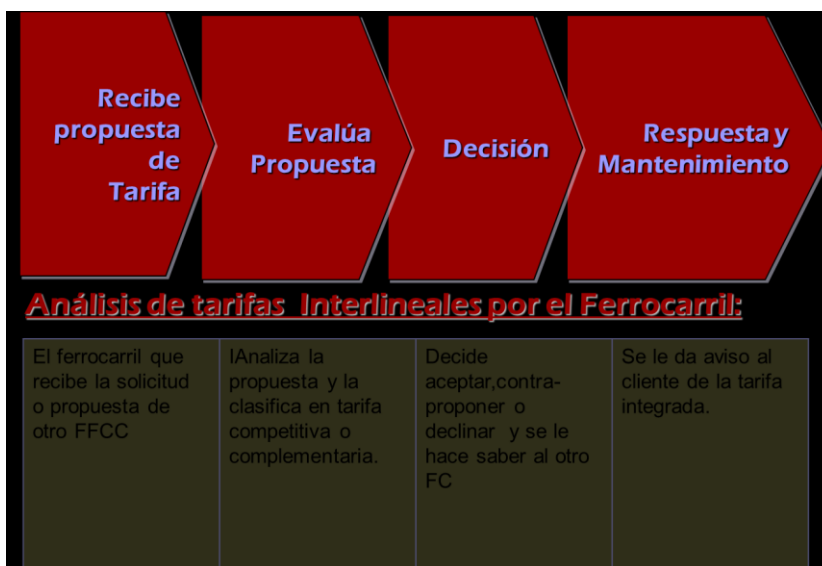 Recibe
propuesta
de
Tarifa
Evalúa
Propuesta
Decisión
Respuesta y
Mantenimiento
Análisis de tarifas Interlineales por el Ferrocarril:
El ferrocarril que
recibe la solicitud
o propuesta de
otro FFCC
IAnaliza la
propuesta y la
clasifica en tarifa
competitiva o
complementaria.
Decide
aceptar,contra-
proponer o
declinar y se le
hace saber al otro
FC
Se le da aviso al
cliente de la tarifa
integrada.